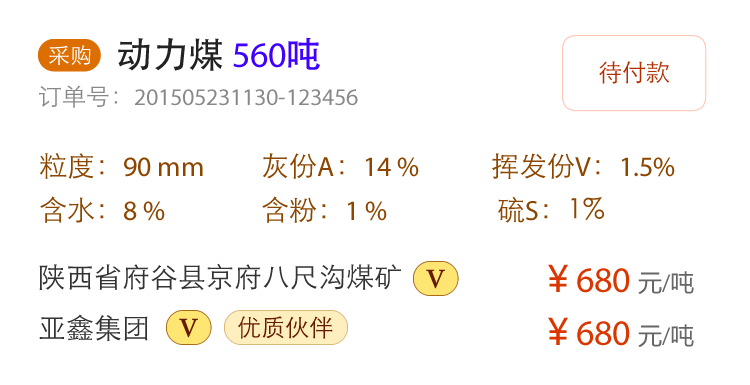 采购 动力煤 560吨
待付款
订单号：201505231130-123456
粒度：90 mm 灰份A：14 % 挥发份V：1.5%
含水：8 % 含粉：1 % 硫S：1%
陕西省府谷县京府八尺沟煤矿 V ¥ 680 元/吨
亚鑫集团 V 优质伙伴 ¥ 680 元/吨